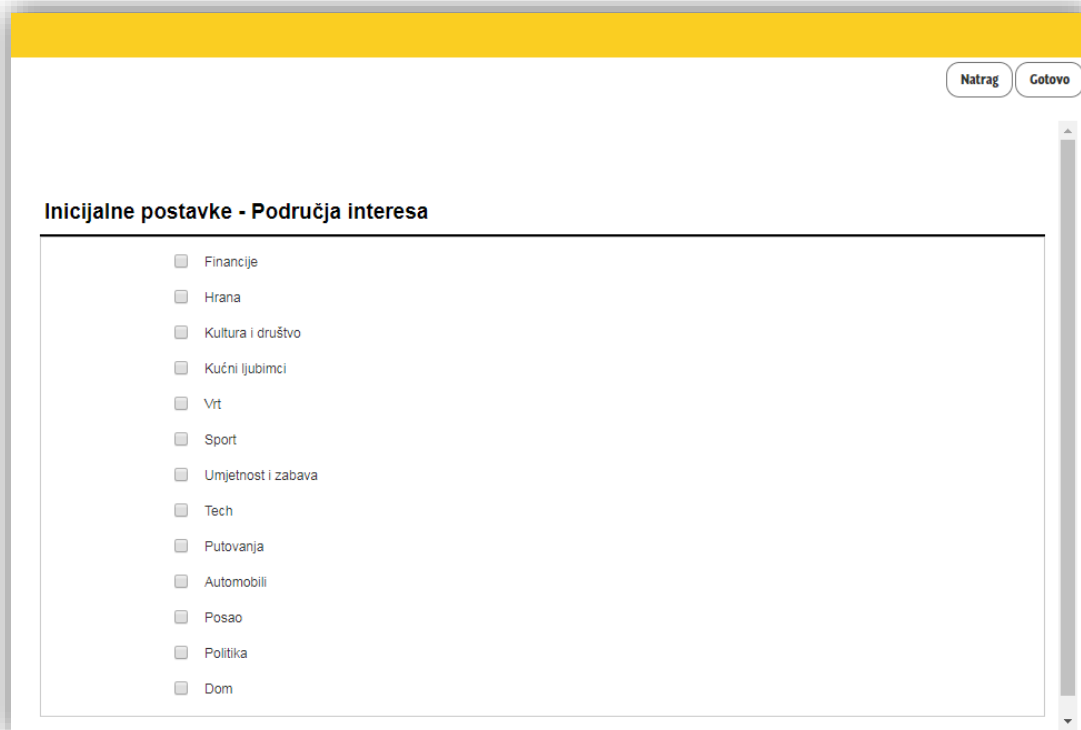 Natrag Gotovo
Inicijalne postavke - Područja interesa
Financije
Hrana
Kultura i društvo
Kućni ljubimci
Vrt
Sport
Umjetnost i zabava
Tech
Putovanja
Automobili
Posao
Politika
Dom